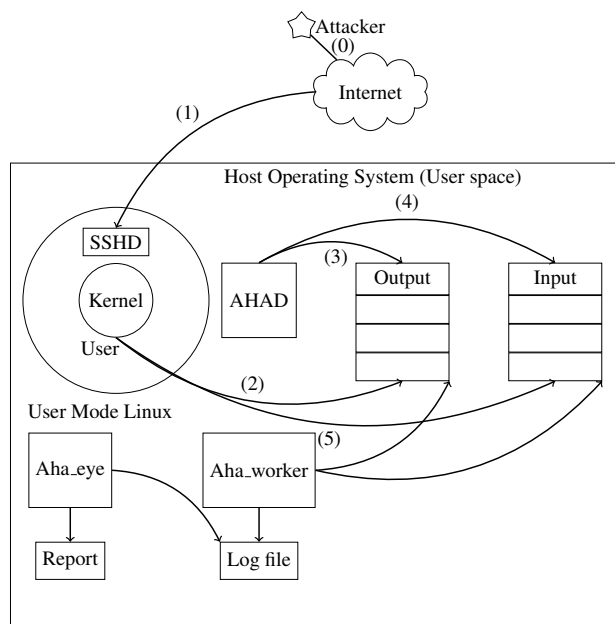 Attacker
(0)
Internet
(1)
Host Operating System (User space)
(4)
SSHD
(3)
Output
Input
Kernel
AHAD
User
(2)
User Mode Linux
(5)
Aha_eye
Aha_worker
Report
Log file